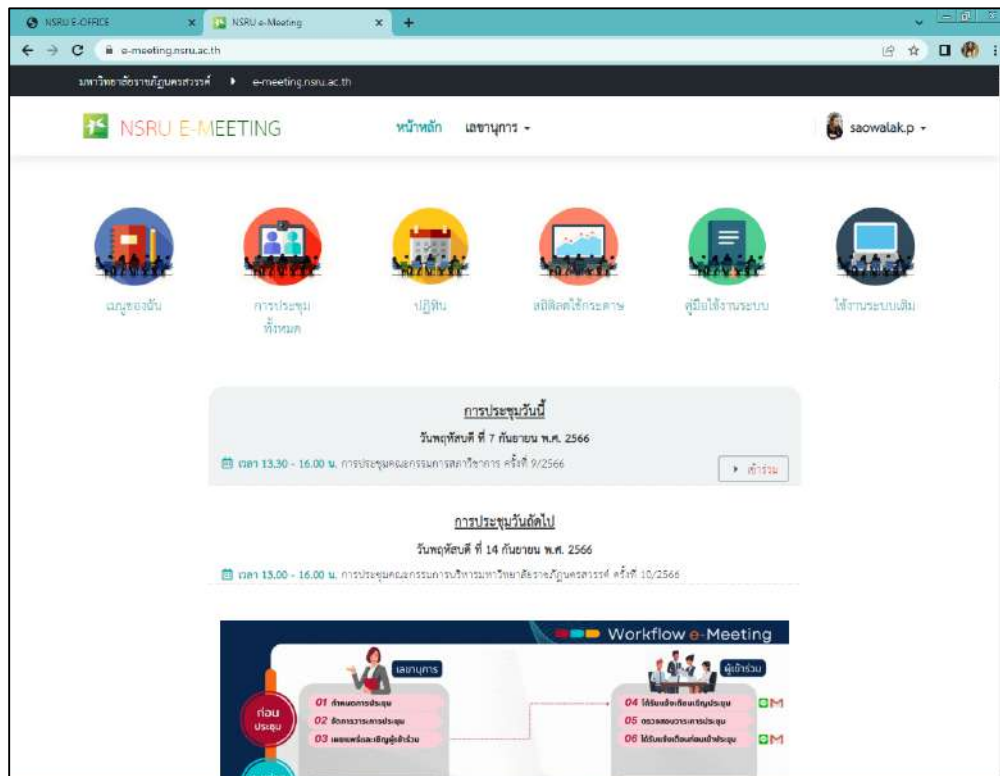 NSRU E-OFFICE
NSRU e-Meeting
e-meeting.nsru.ac.th
มหาวิทยาลัยราชภัฏนครสวรรค์ e-meeting.nsru.ac.th
NSRU E-MEETING
หน้าหลัก เลขานุการ
saowalak.p
เมนูของฉัน
การประชุม
ทั้งหมด
ปฏิทิน
สถิติลดใช้กระดาษ
คู่มือใช้งานระบบ
ใช้งานระบบเดิม
การประชุมวันนี้
วันพฤหัสบดี ที่ 7 กันยายน พ.ศ. 2566
เวลา 13.30 - 16.00 น. การประชุมคณะกรรมการสภาวิชาการ ครั้งที่ 9/2566
เข้าร่วม
การประชุมวันถัดไป
วันพฤหัสบดี ที่ 14 กันยายน พ.ศ. 2566
เวลา 13.00 - 16.00 น. การประชุมคณะกรรมการบริหารมหาวิทยาลัยราชภัฏนครสวรรค์ ครั้งที่ 10/2566
Workflow e-Meeting
เลขานุการ
ผู้เข้าร่วม
ก่อน
ประชุม
01 กำหนดการประชุม
02 จัดการวาระการประชุม
03 เผยแพร่และเชิญผู้เข้าร่วม
04 ได้รับแจ้งเตือนเชิญประชุม
05 ตรวจสอบวาระการประชุม
06 ได้รับแจ้งเตือนก่อนเข้าประชุม